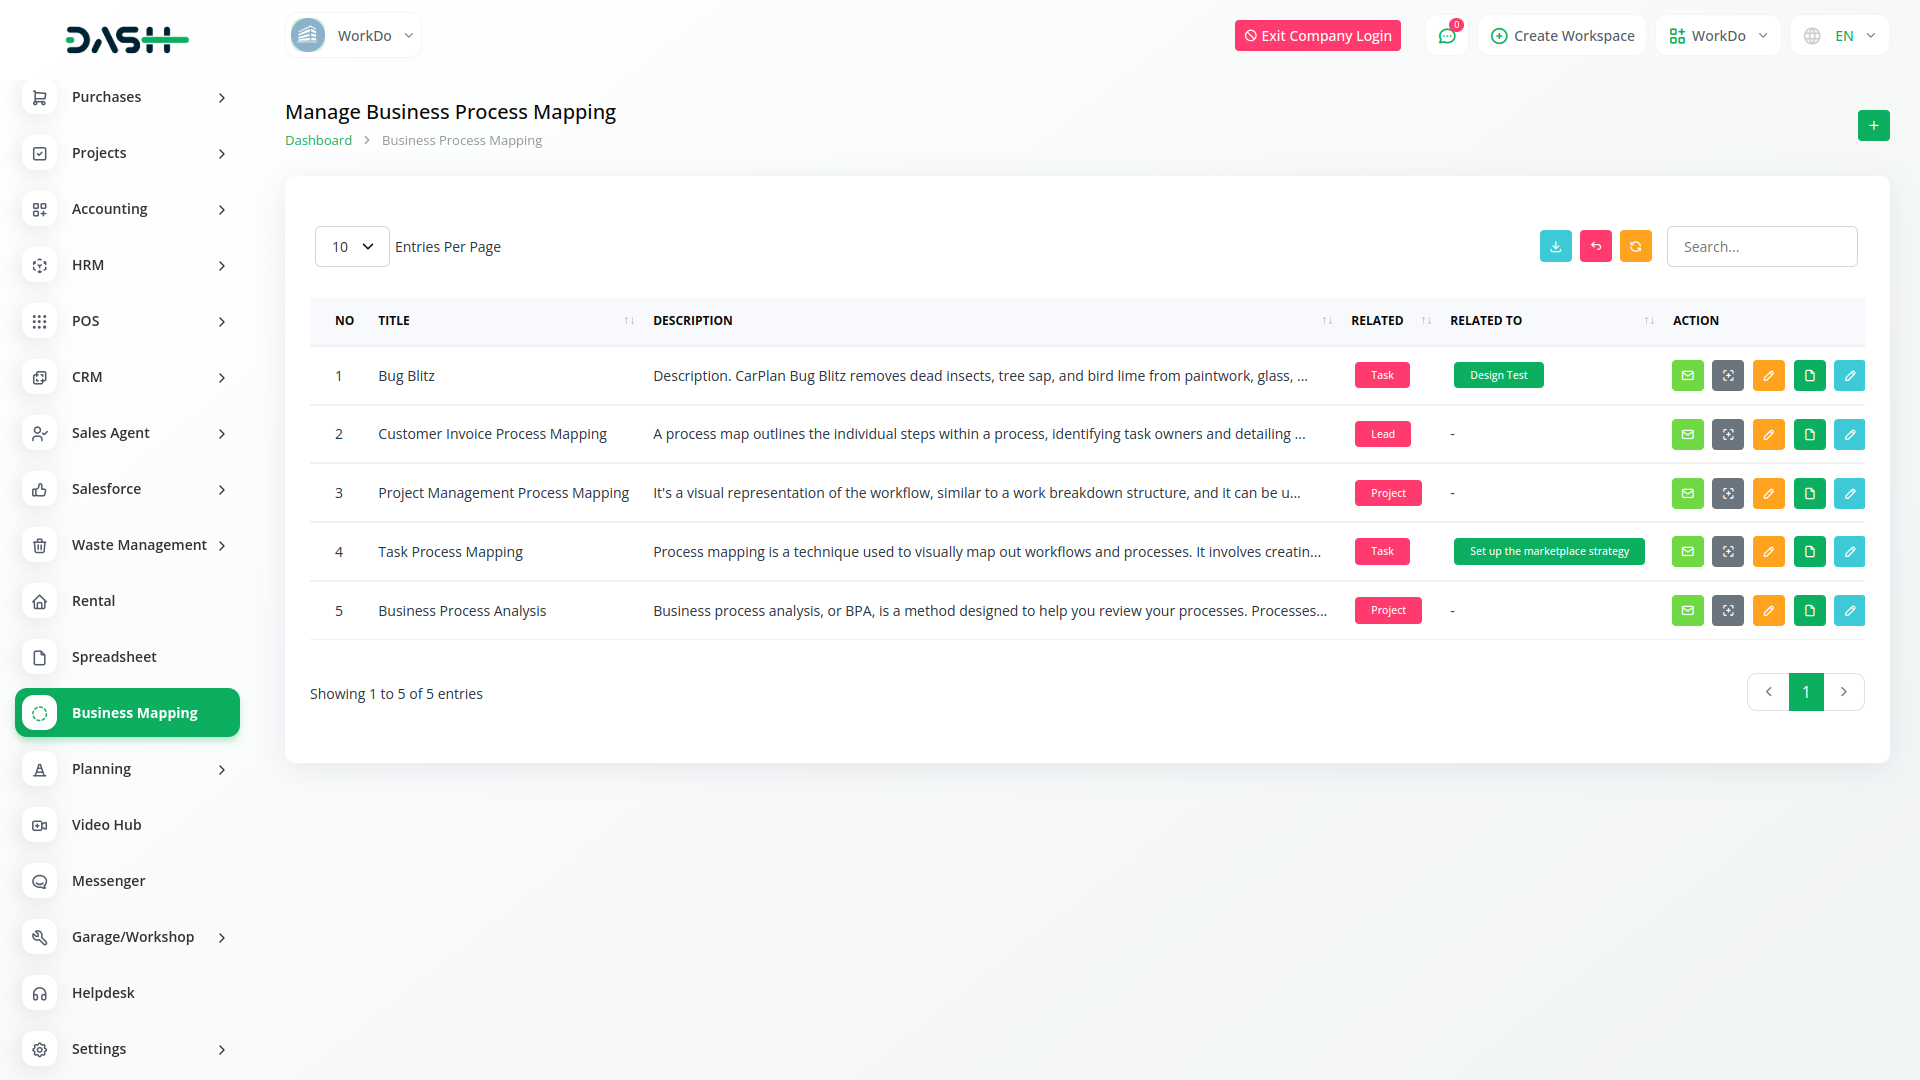 DASH
WorkDo
Exit Company Login
0
Create Workspace
WorkDo
EN
Purchases
Projects
Accounting
HRM
POS
CRM
Sales Agent
Salesforce
Waste Management
Rental
Spreadsheet
Business Mapping
Planning
Video Hub
Messenger
Garage/Workshop
Helpdesk
Settings
Manage Business Process Mapping
Dashboard > Business Process Mapping
10 Entries Per Page
Search...
NO TITLE DESCRIPTION RELATED RELATED TO ACTION
1 Bug Blitz Description. CarPlan Bug Blitz removes dead insects, tree sap, and bird lime from paintwork, glass, ... Task Design Test
2 Customer Invoice Process Mapping A process map outlines the individual steps within a process, identifying task owners and detailing ... Lead -
3 Project Management Process Mapping It's a visual representation of the workflow, similar to a work breakdown structure, and it can be u... Project -
4 Task Process Mapping Process mapping is a technique used to visually map out workflows and processes. It involves creatin... Task Set up the marketplace strategy
5 Business Process Analysis Business process analysis, or BPA, is a method designed to help you review your processes. Processes... Project -
Showing 1 to 5 of 5 entries
1